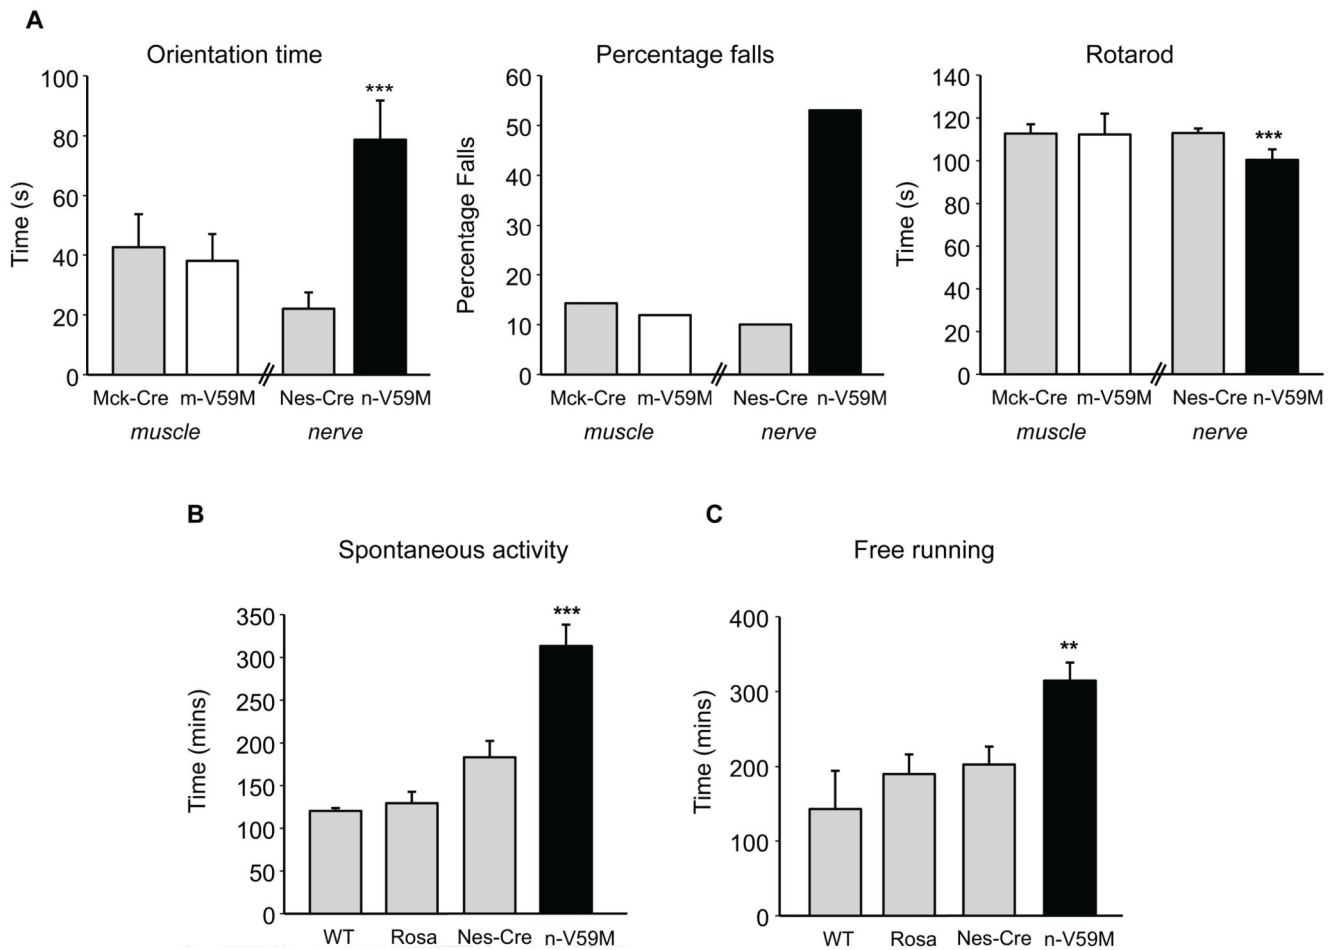 A
Orientation time
Percentage falls
Rotarod
100
80
60
40
20
0
Time (s)
***
Mck-Cre m-V59M Nes-Cre n-V59M
muscle nerve
60
50
40
30
20
10
0
Percentage Falls
Mck-Cre m-V59M Nes-Cre n-V59M
muscle nerve
140
120
100
80
60
40
20
0
Time (s)
***
Mck-Cre m-V59M Nes-Cre n-V59M
muscle nerve
B
Spontaneous activity
350
300
250
200
150
100
50
0
Time (mins)
***
WT Rosa Nes-Cre n-V59M
C
Free running
400
300
200
100
0
Time (mins)
**
WT Rosa Nes-Cre n-V59M